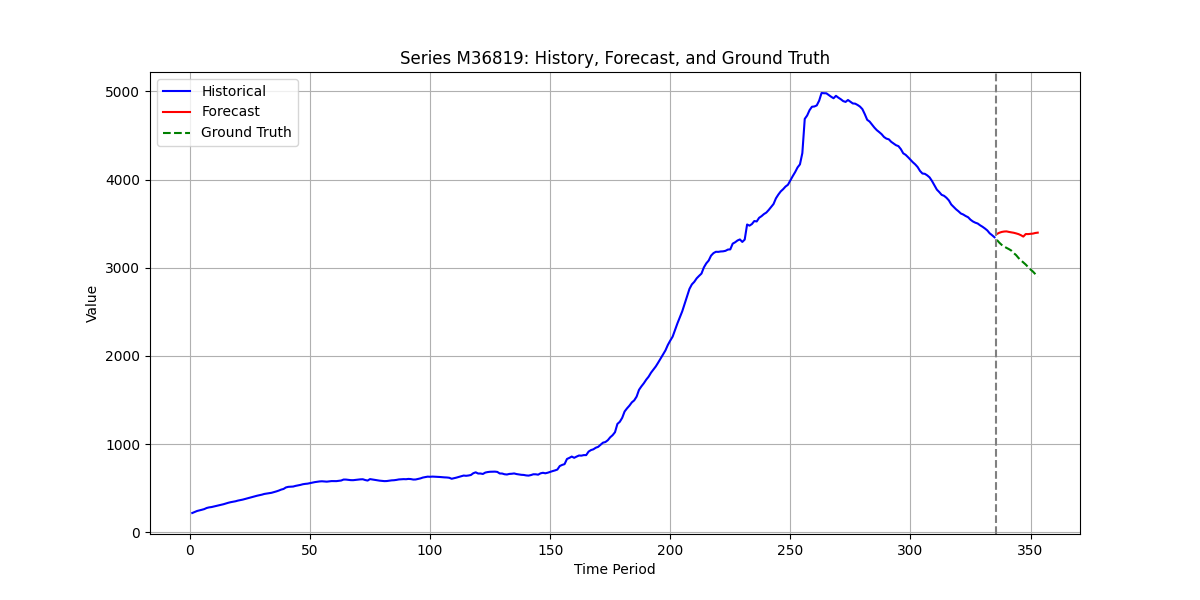 Series M36819: History, Forecast, and Ground Truth
Historical
Forecast
Ground Truth
5000
4000
3000
2000
1000
0
Value
0 50 100 150 200 250 300 350
Time Period